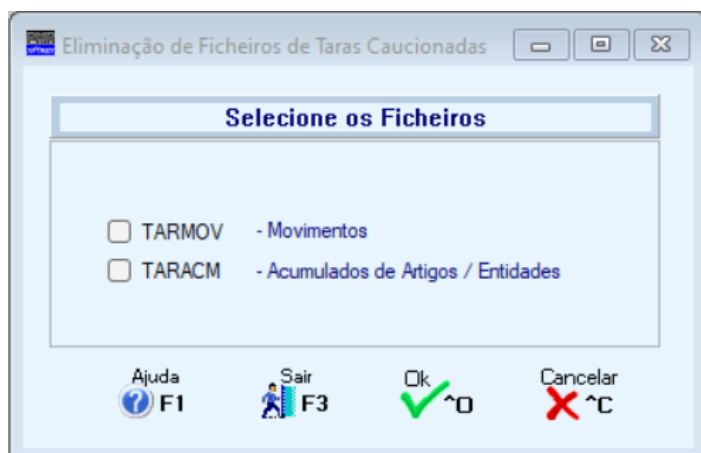 Eliminação de Ficheiros de Taras Caucionadas
Selecione os Ficheiros
TARMOV - Movimentos
TARACM - Acumulados de Artigos / Entidades
Ajuda Sair Ok Cancelar
F1 F3 ^O ^C